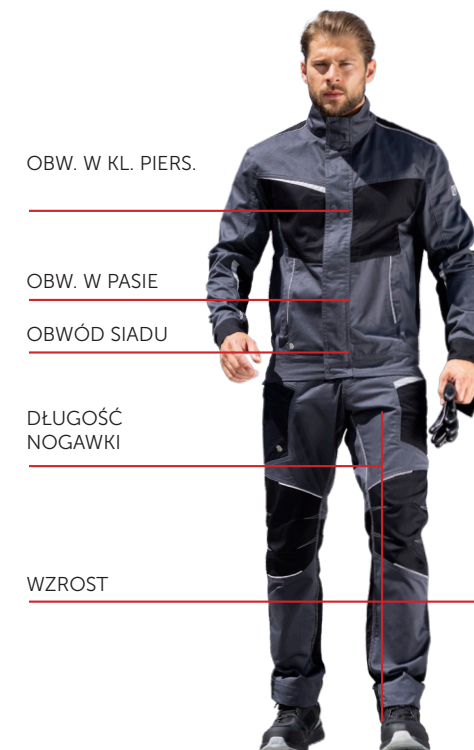 OBW. W KL. PIERS.
OBW. W PASIE
OBWÓD SIADU
DŁUGOŚĆ
NOGAWKI
WZROST